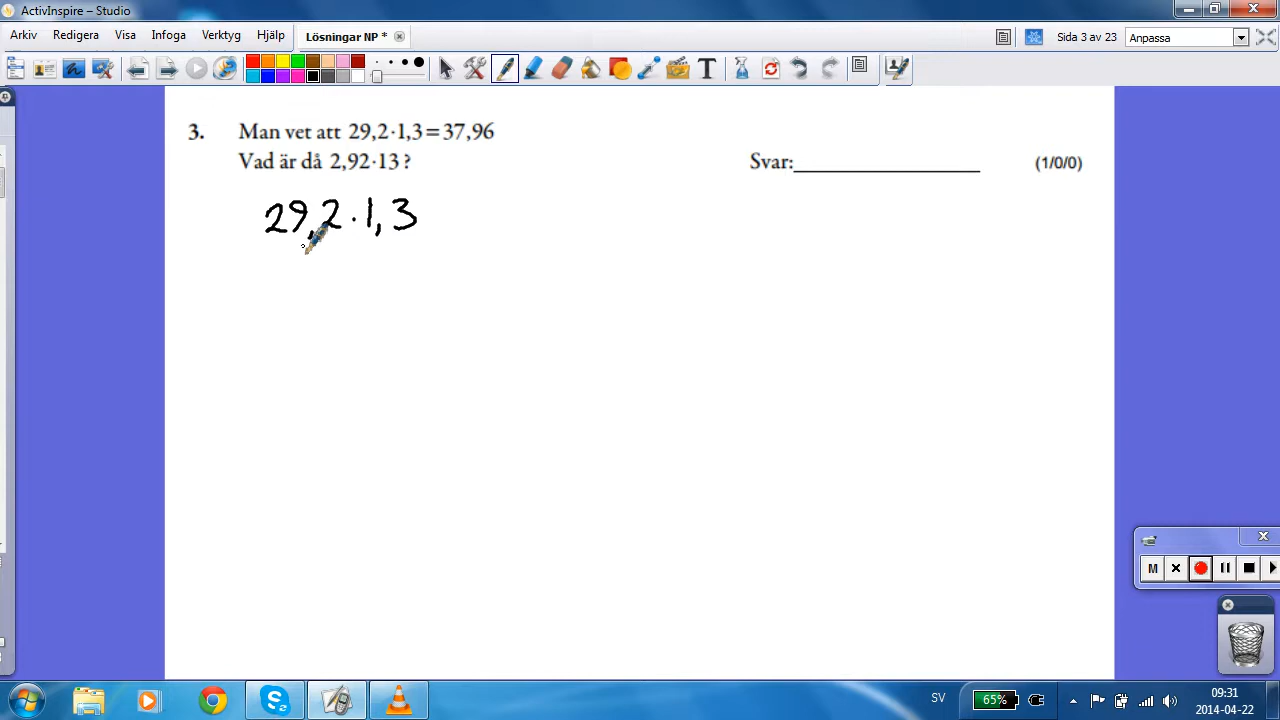 ActivInspire – Studio
Arkiv Redigera Visa Infoga Verktyg Hjälp
Lösningar NP *
Sida 3 av 23
Anpassa
3. Man vet att 29,2·1,3=37,96
Vad är då 2,92·13?
Svar:
(1/0/0)
29,2·1,3
M
SV
65%
09:31
2014-04-22